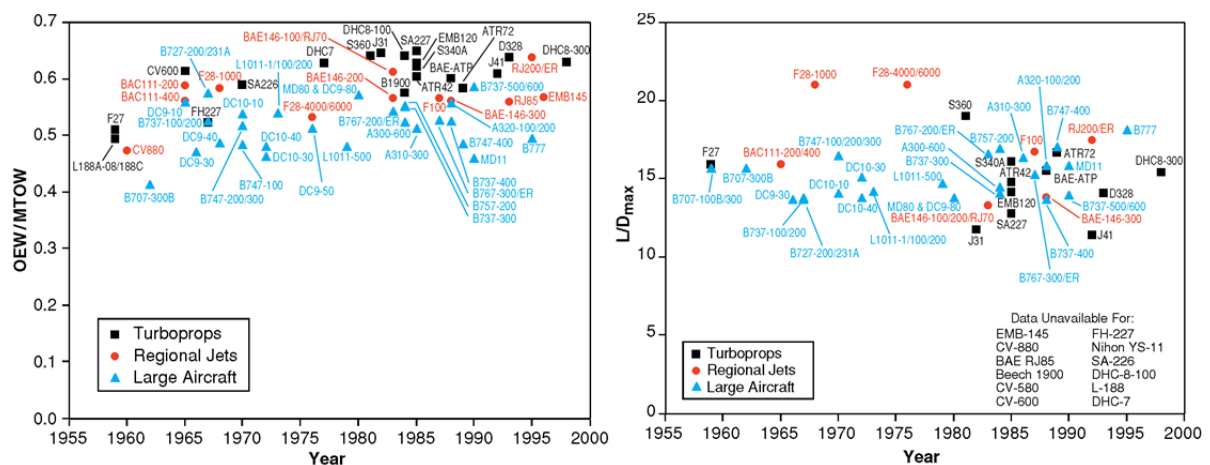 0.7
0.6
0.5
0.4
0.3
0.2
0.1
0.0
OEW/MTOW
1955
1960
1965
1970
1975
1980
1985
1990
1995
2000
Year
DHC8-100
SA227
ATR72
J31
EMB120
S360
S340A
BAE146-100/RJ70
D328
B727-200/231A
DHC7
J41
DHC8-300
CV600
L1011-1/100/200
BAE-ATP
RJ200/ER
F28-1000
BAE146-200
BAC111-200
SA226
B1900
ATR42
B737-500/600
BAC111-400
MD80 & DC9-80
RJ85
EMB145
DC9-10
DC10-10
F28-4000/6000
F100
BAE-146-300
F27
FH227
B737-100/200
B767-200/ER
A320-100/200
DC9-40
DC10-40
A300-600
B747-400
CV880
B777
L188A-08/188C
DC9-30
DC10-30
L1011-500
A310-300
MD11
B707-300B
B747-100
DC9-50
B737-400
B747-200/300
B767-300/ER
B757-200
B737-300
Turboprops
Regional Jets
Large Aircraft
25
20
15
10
5
0
L/Dmax
1955
1960
1965
1970
1975
1980
1985
1990
1995
2000
Year
F28-1000
F28-4000/6000
A320-100/200
S360
A310-300
B747-400
B767-200/ER
B757-200
RJ200/ER
B777
B747-100/200/300
A300-600
F100
F27
BAC111-200/400
B737-300
S340A
ATR72
DHC8-300
DC10-30
L1011-500
ATR42
MD11
BAE-ATP
B707-100B/300
DC9-30
DC10-10
D328
DC10-40
MD80 & DC9-80
EMB120
B737-500/600
BAE146-100/200/RJ70
BAE-146-300
B737-100/200
L1011-1/100/200
SA227
J31
J41
B727-200/231A
B737-400
B767-300/ER
Data Unavailable For:
EMB-145 FH-227
CV-880 Nihon YS-11
BAE RJ85 SA-226
Beech 1900 DHC-8-100
CV-580 L-188
CV-600 DHC-7
Turboprops
Regional Jets
Large Aircraft